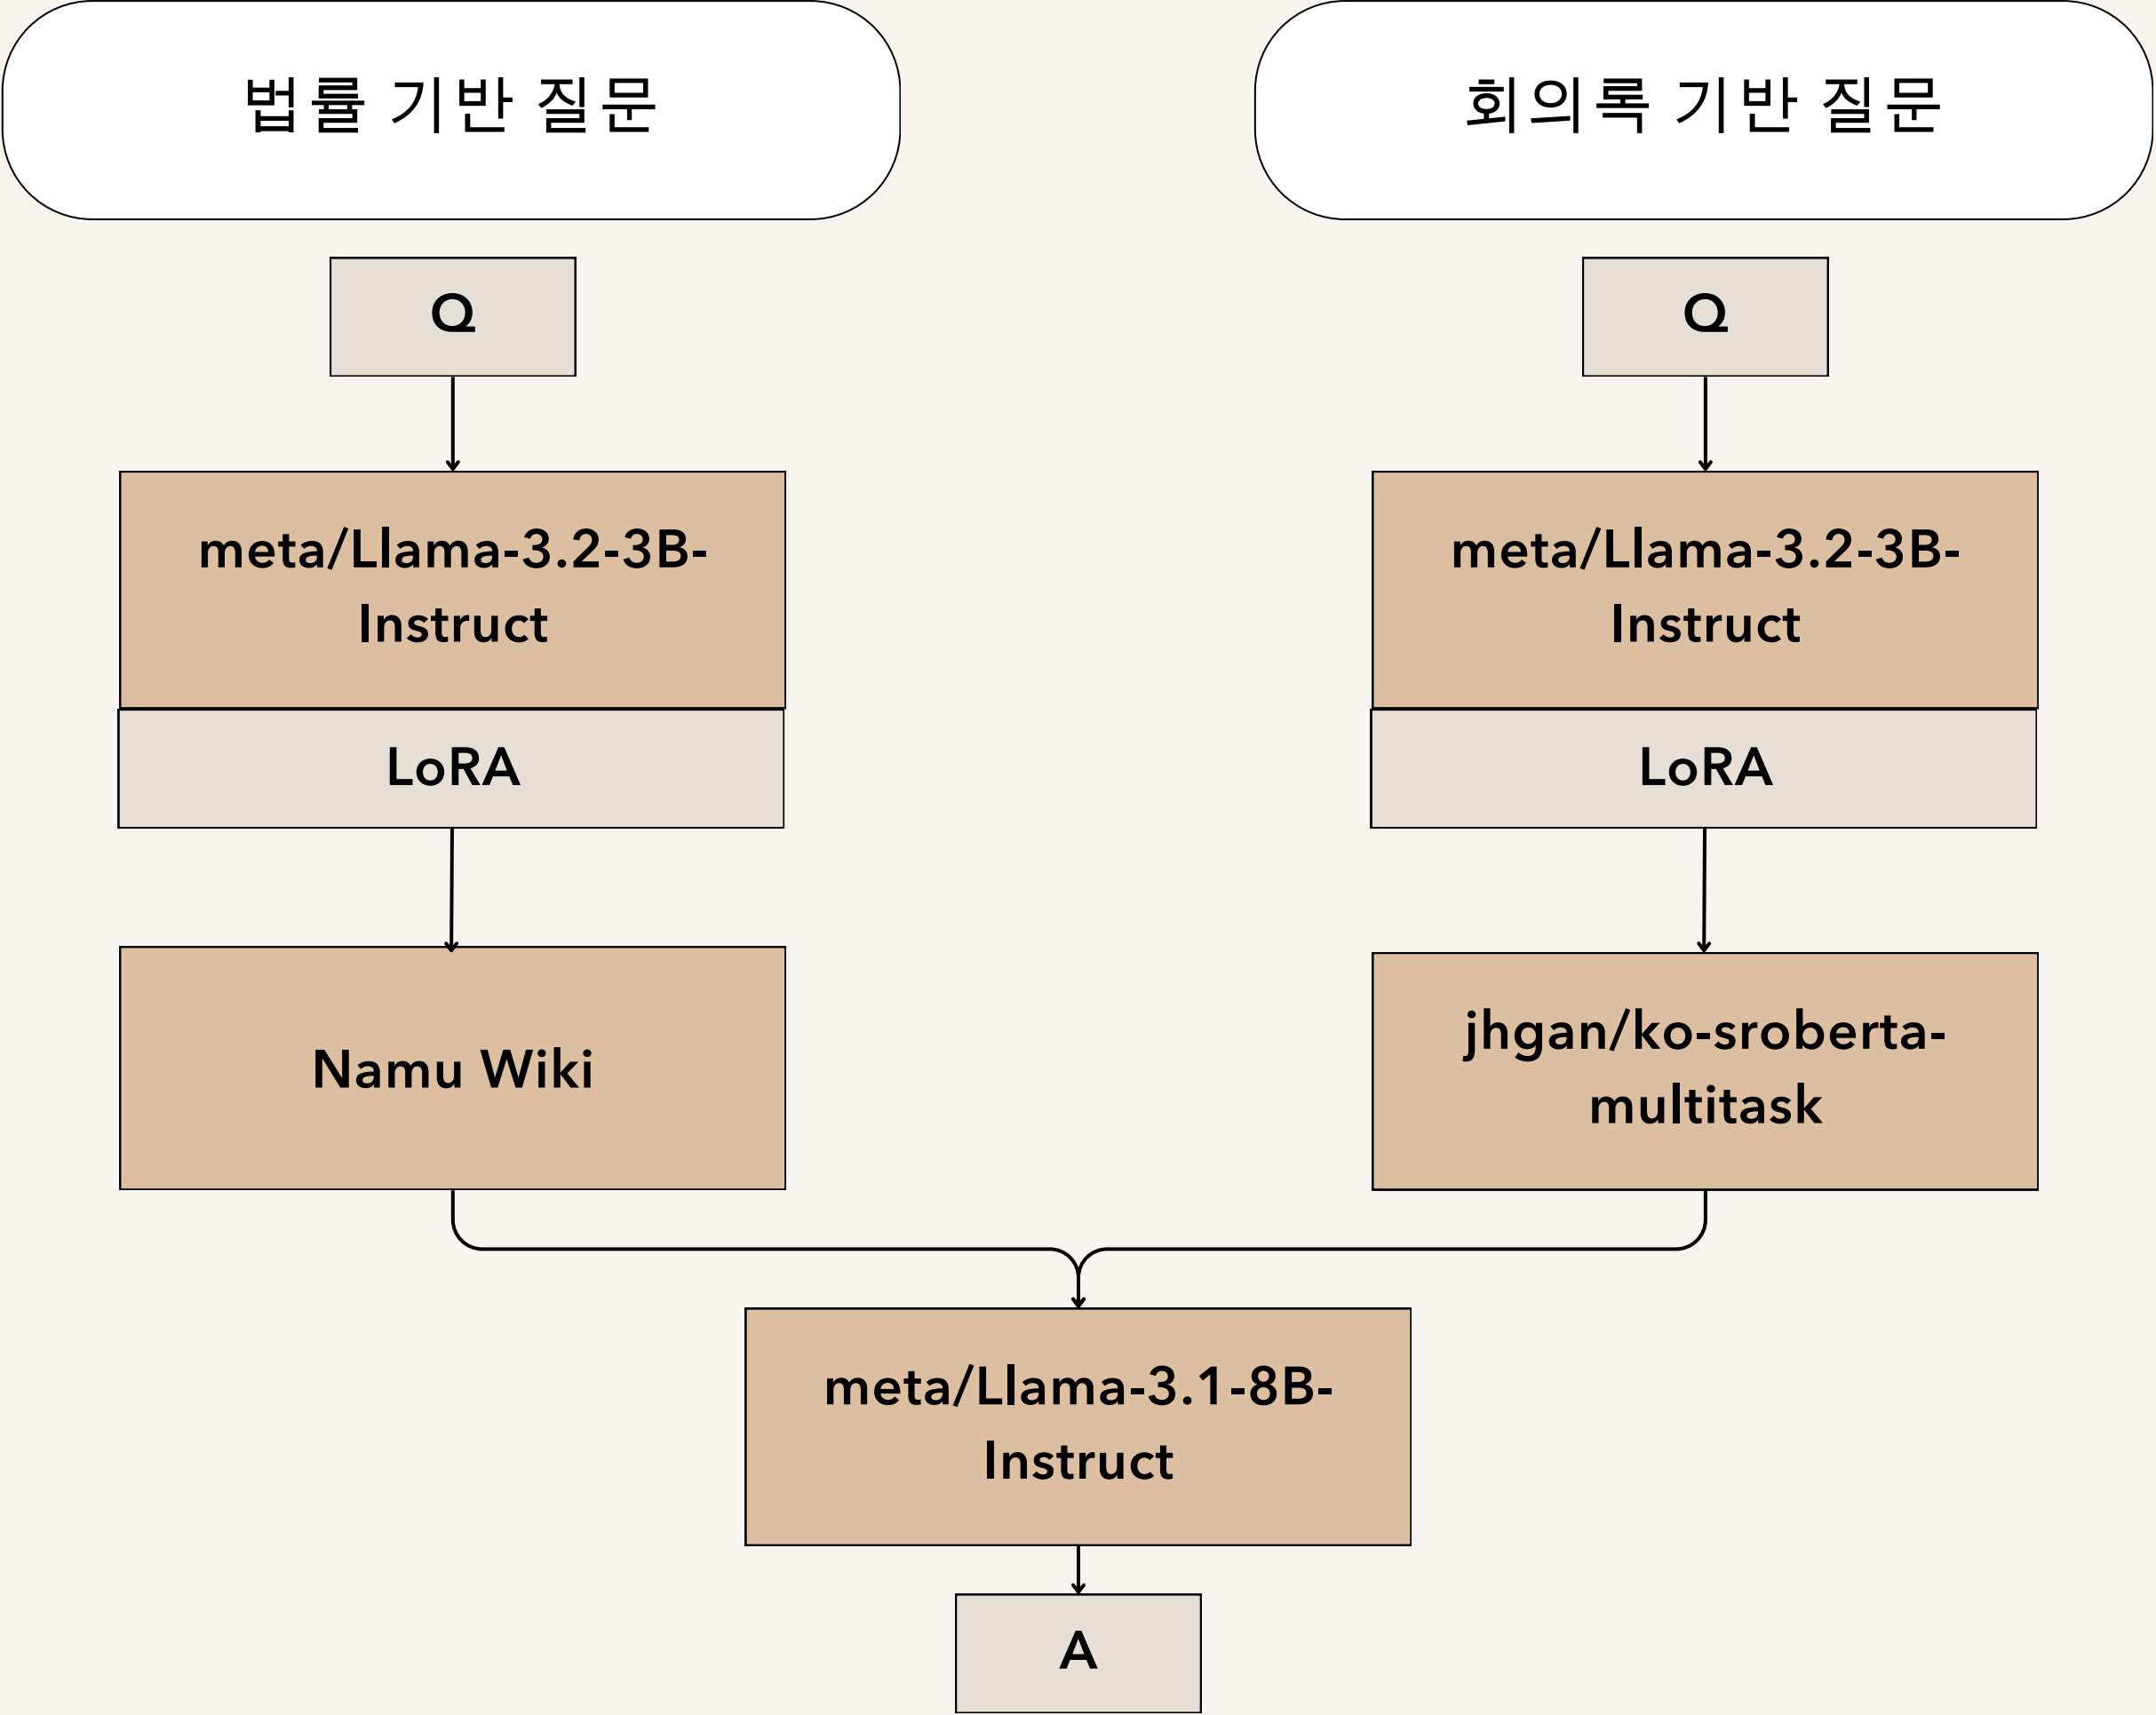 법률 기반 질문
Q
meta/Llama-3.2-3B-
Instruct
LoRA
Namu Wiki
회의록 기반 질문
Q
meta/Llama-3.2-3B-
Instruct
LoRA
jhgan/ko-sroberta-
multitask
meta/Llama-3.1-8B-
Instruct
A